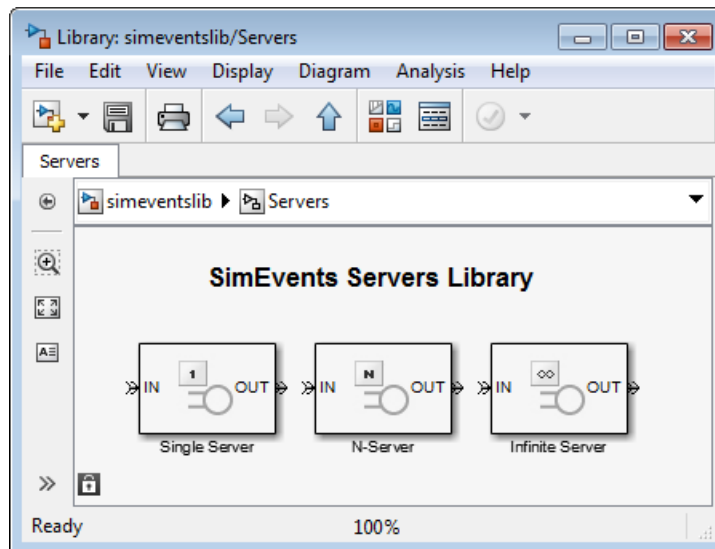 Library: simeventslib/Servers
File Edit View Display Diagram Analysis Help
Servers
simeventslib Servers
SimEvents Servers Library
1 N ∞
IN OUT IN OUT IN OUT
Single Server N-Server Infinite Server
Ready 100%